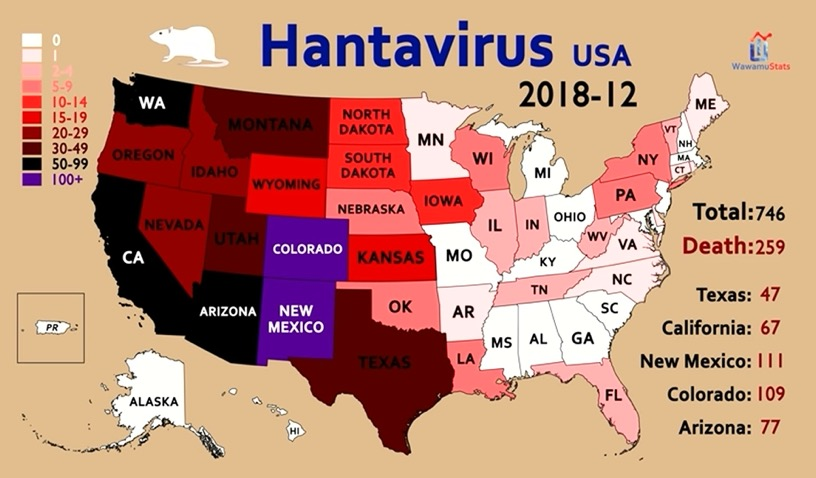 Hantavirus USA
2018-12
WawamuStats
0
1
2-4
5-9
10-14
15-19
20-29
30-49
50-99
100+
WA
MONTANA
NORTH
DAKOTA
MN
ME
OREGON
IDAHO
WYOMING
SOUTH
DAKOTA
WI
MI
NY
VT
NH
MA
CT
NEVADA
UTAH
COLORADO
NEBRASKA
IOWA
IL
IN
OHIO
PA
CA
KANSAS
MO
KY
WV
VA
ARIZONA
NEW
MEXICO
OK
AR
TN
NC
SC
TEXAS
LA
MS
AL
GA
FL
PR
ALASKA
HI
Total:746
Death:259
Texas: 47
California: 67
New Mexico: 111
Colorado: 109
Arizona: 77